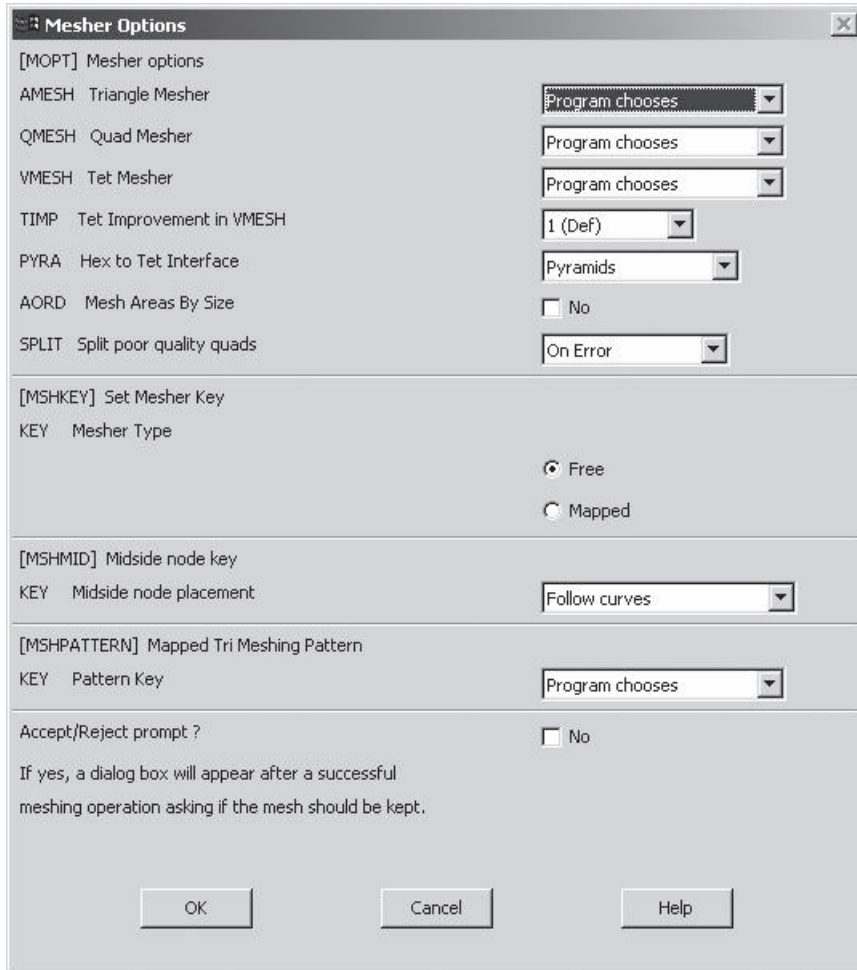 Mesher Options
[MOPT] Mesher options
AMESH Triangle Mesher Program chooses
QMESH Quad Mesher Program chooses
VMESH Tet Mesher Program chooses
TIMP Tet Improvement in VMESH 1 (Def)
PYRA Hex to Tet Interface Pyramids
AORD Mesh Areas By Size No
SPLIT Split poor quality quads On Error
[MSHKEY] Set Mesher Key
KEY Mesher Type
Free
Mapped
[MSHMID] Midside node key
KEY Midside node placement Follow curves
[MSHPATTERN] Mapped Tri Meshing Pattern
KEY Pattern Key Program chooses
Accept/Reject prompt ? No
If yes, a dialog box will appear after a successful
meshing operation asking if the mesh should be kept.
OK Cancel Help